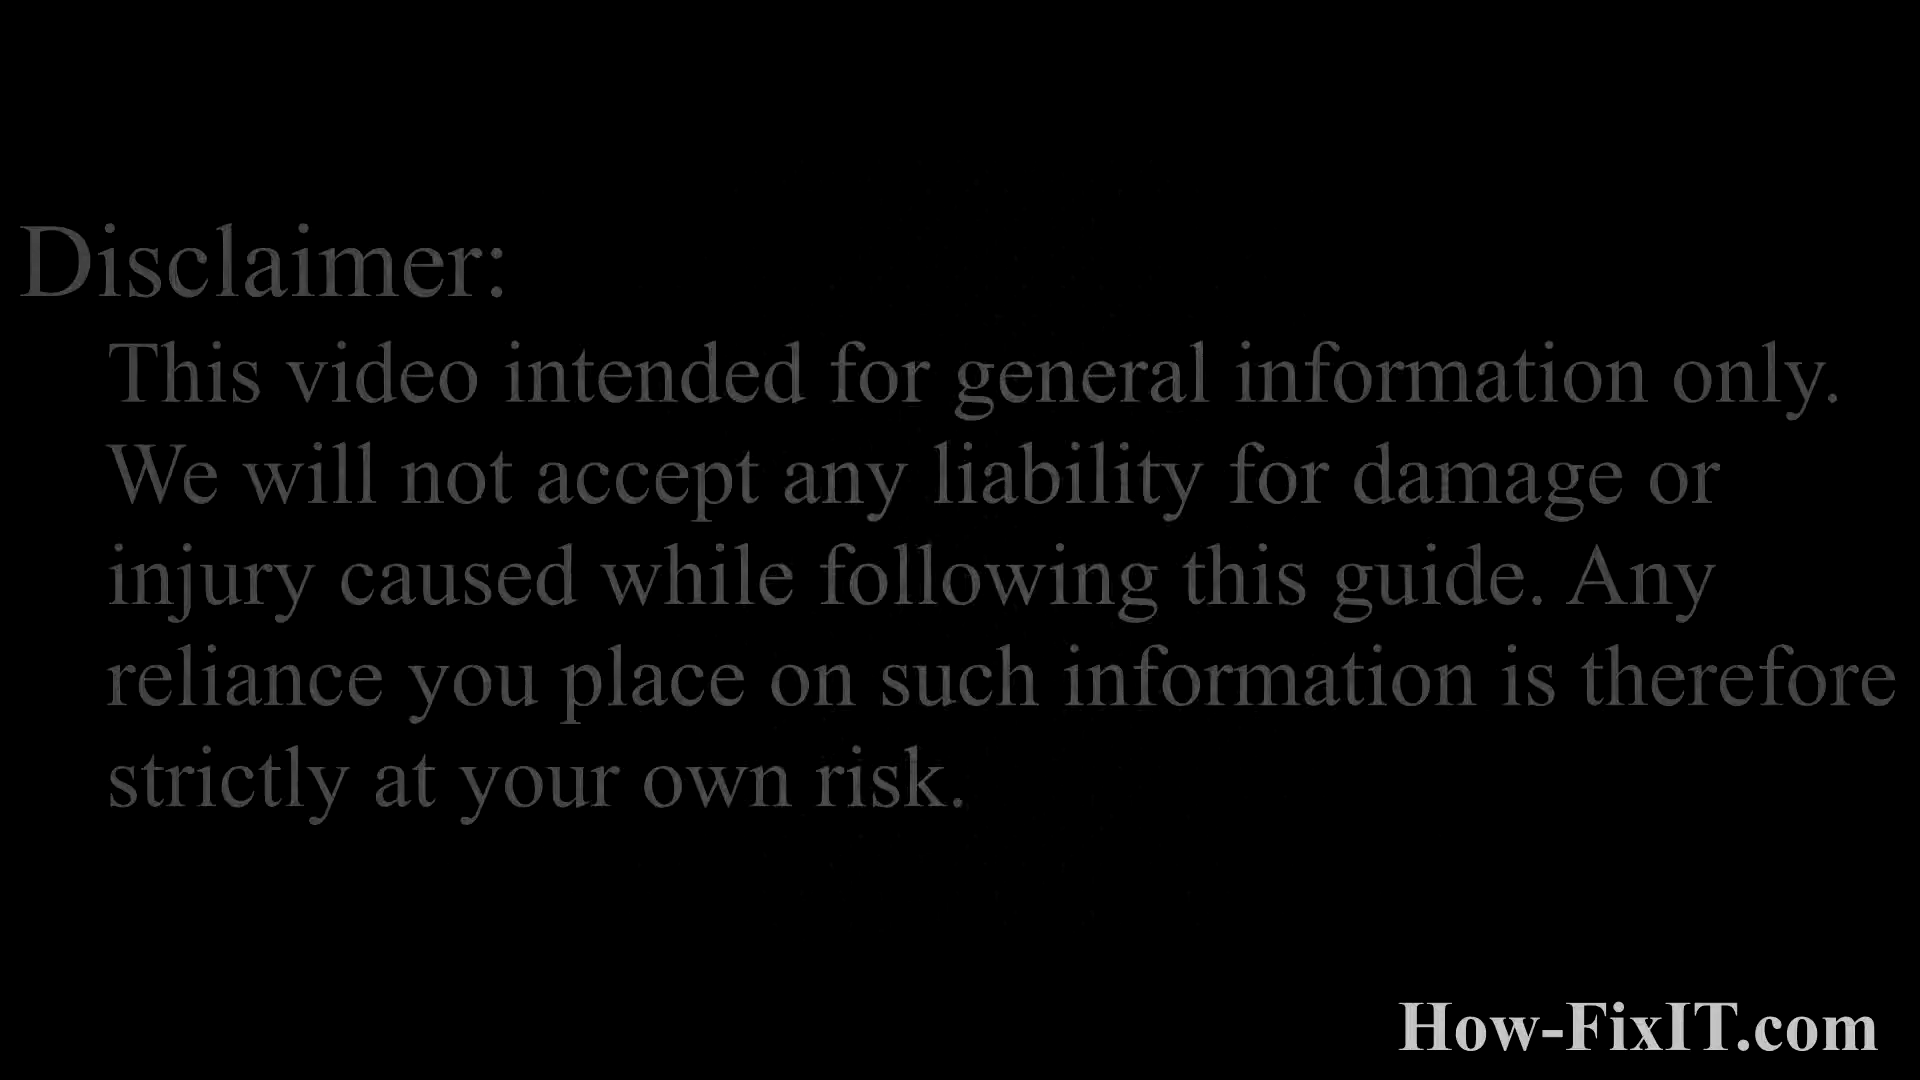 Disclaimer:
This video intended for general information only.
We will not accept any liability for damage or
injury caused while following this guide. Any
reliance you place on such information is therefore
strictly at your own risk.
How-FixIT.com